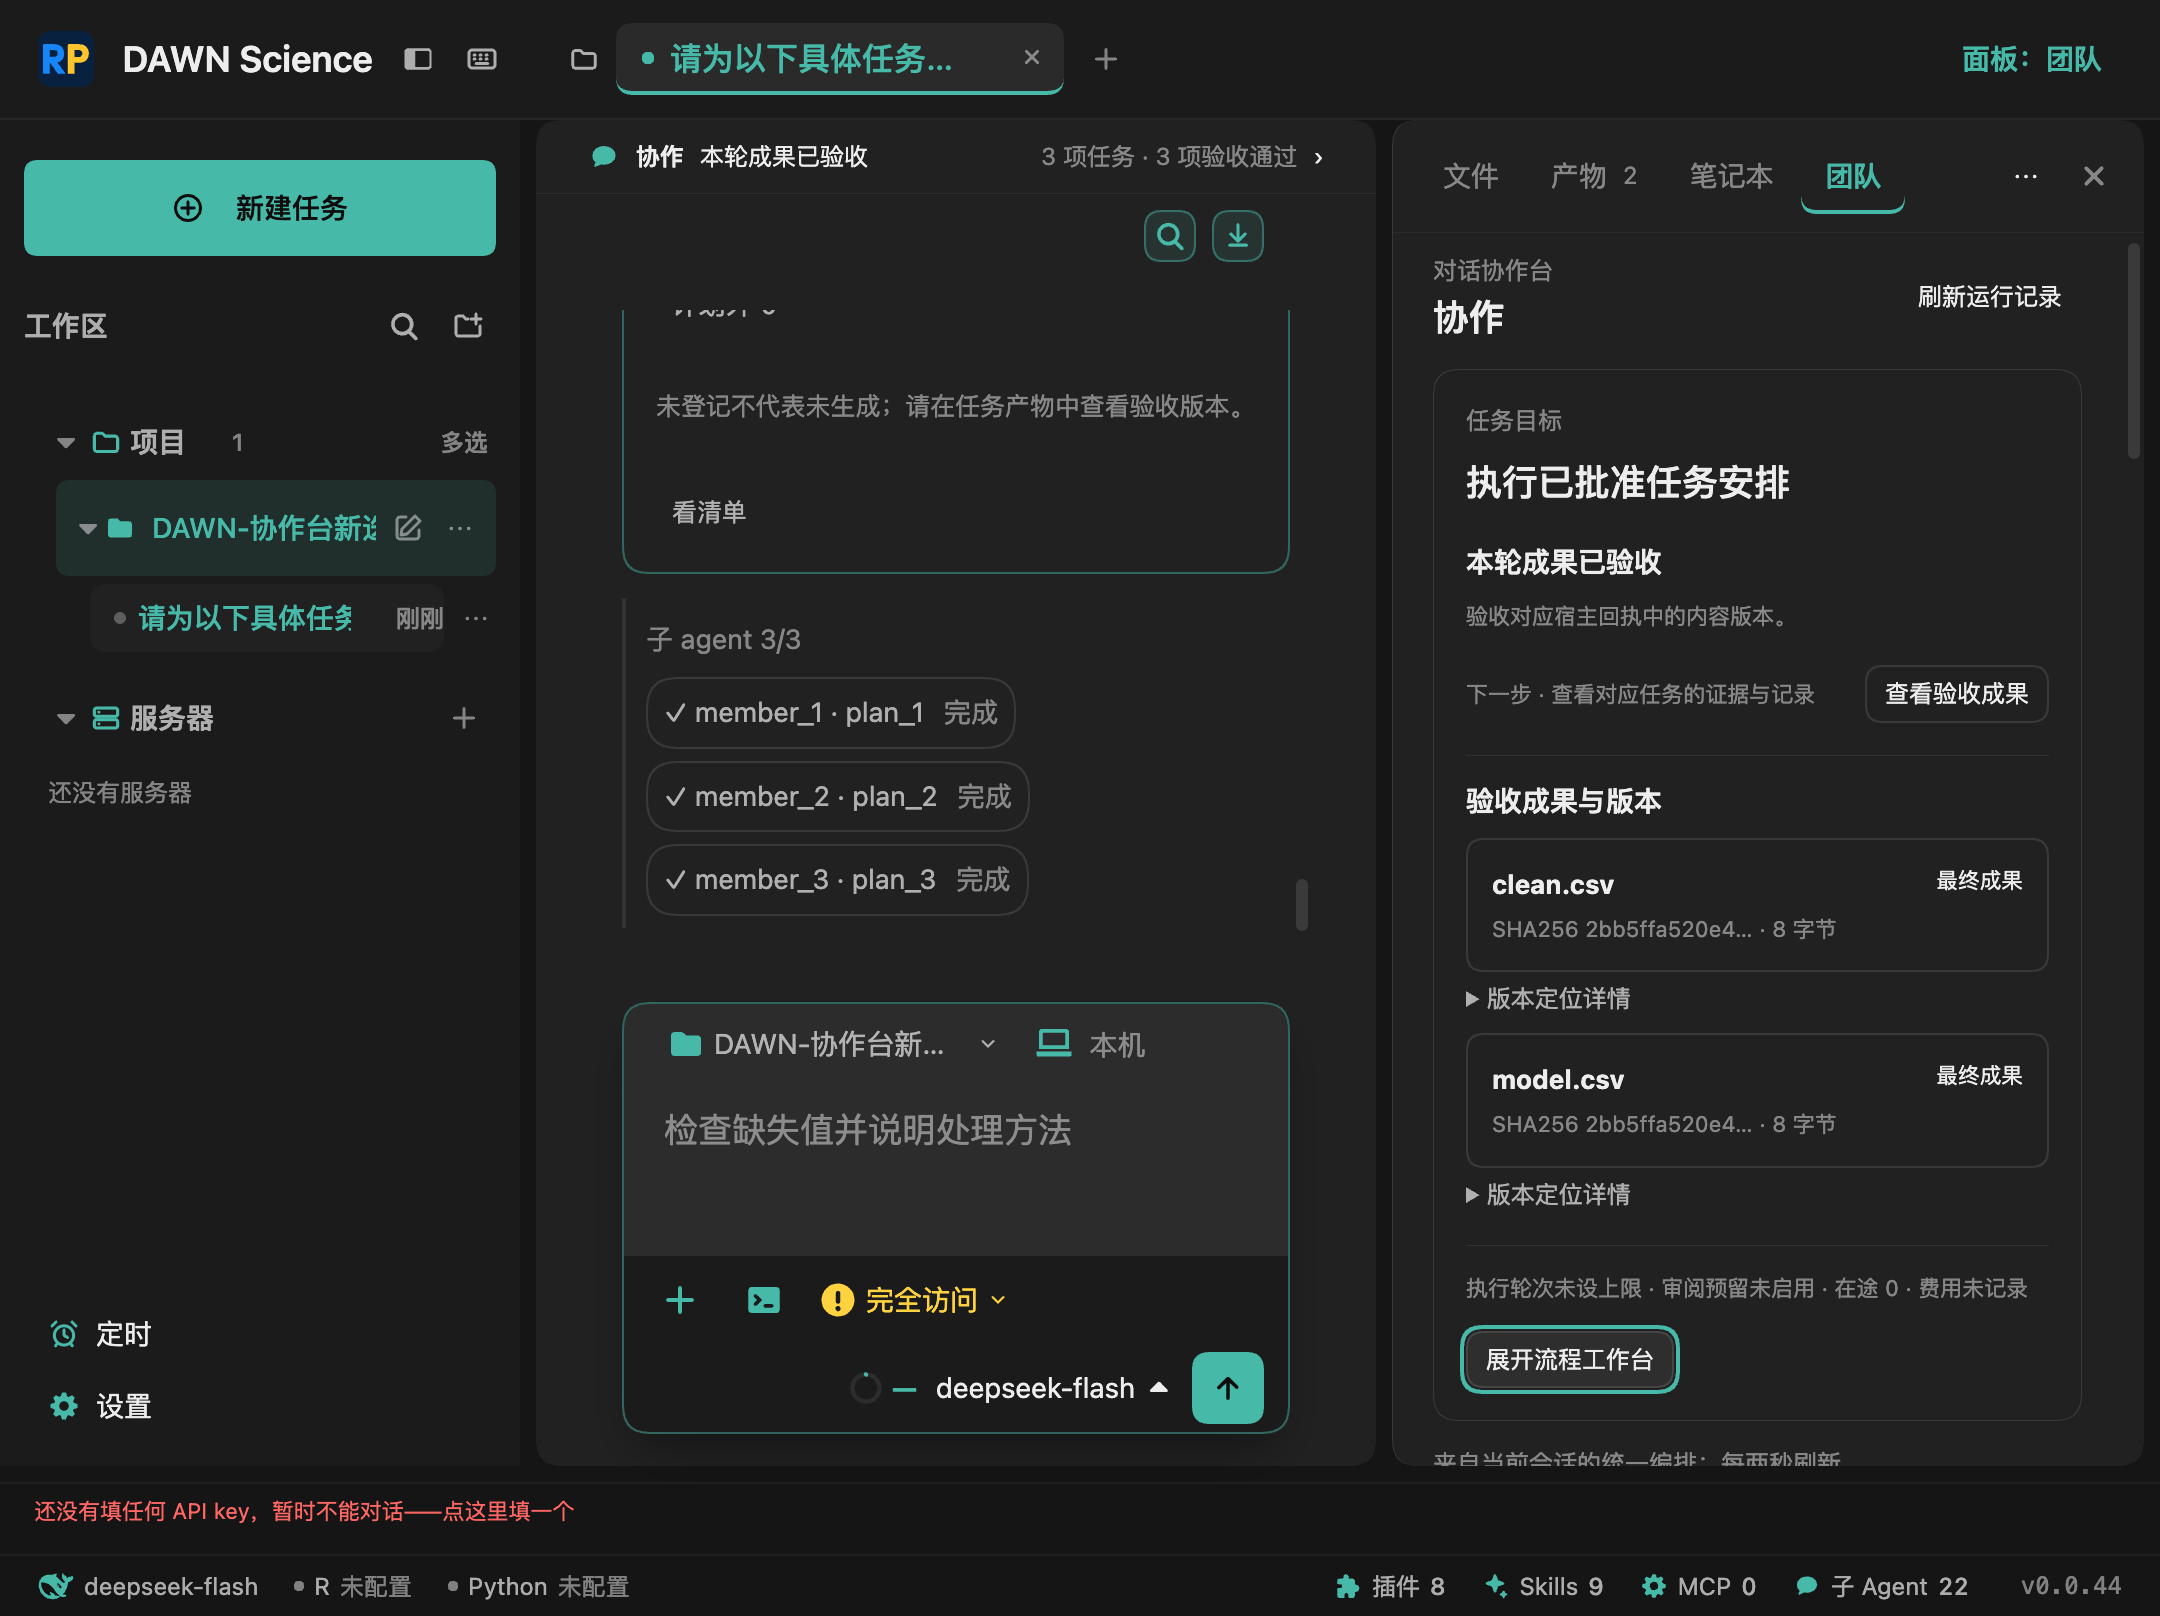 RP DAWN Science
请为以下具体任务...
面板：团队
新建任务
工作区
项目 1 多选
DAWN-协作台新
请为以下具体任务 刚刚
服务器
还没有服务器
定时
设置
协作 本轮成果已验收 3 项任务 · 3 项验收通过
未登记不代表未生成；请在任务产物中查看验收版本。
看清单
子 agent 3/3
member_1 · plan_1 完成
member_2 · plan_2 完成
member_3 · plan_3 完成
DAWN-协作台新... 本机
检查缺失值并说明处理方法
完全访问
deepseek-flash
文件 产物 2 笔记本 团队
对话协作台
协作
刷新运行记录
任务目标
执行已批准任务安排
本轮成果已验收
验收对应宿主回执中的内容版本。
下一步 · 查看对应任务的证据与记录 查看验收成果
验收成果与版本
clean.csv 最终成果
SHA256 2bb5ffa520e4... · 8 字节
版本定位详情
model.csv 最终成果
SHA256 2bb5ffa520e4... · 8 字节
版本定位详情
执行轮次未设上限 · 审阅预留未启用 · 在途 0 · 费用未记录
展开流程工作台
来自当前会话的统一编排；每两秒刷新
还没有填任何 API key，暂时不能对话——点这里填一个
deepseek-flash R 未配置 Python 未配置
插件 8 Skills 9 MCP 0 子 Agent 22 v0.0.44